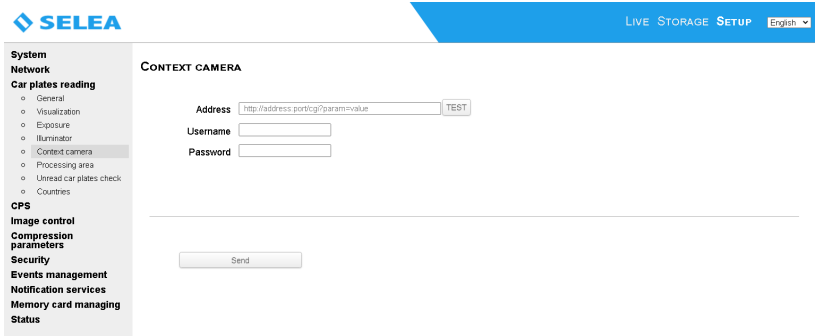 SELEA
LIVE STORAGE SETUP English
System
Network
Car plates reading
General
Visualization
Exposure
Illuminator
Context camera
Processing area
Unread car plates check
Countries
CPS
Image control
Compression
parameters
Security
Events management
Notification services
Memory card managing
Status
CONTEXT CAMERA
Address http://address:port/cgi?param=value TEST
Username
Password
Send